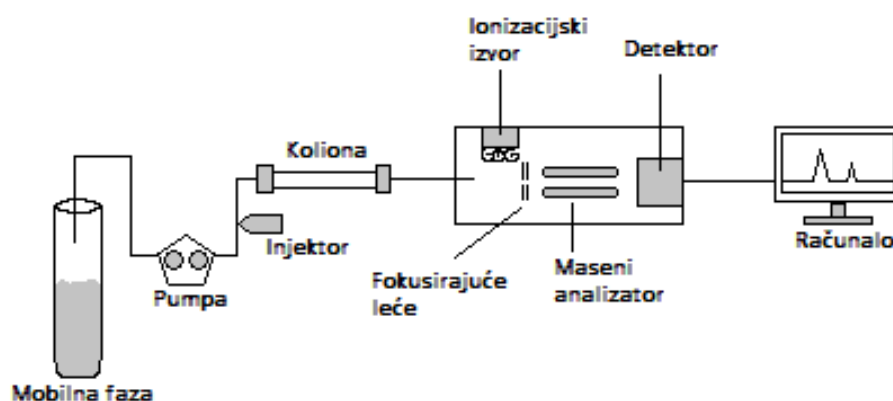 Ionizacijski
izvor
Detektor
Koliona
Injektor
Računalo
Fokusirajuće
leće
Maseni
analizator
Pumpa
Mobilna faza